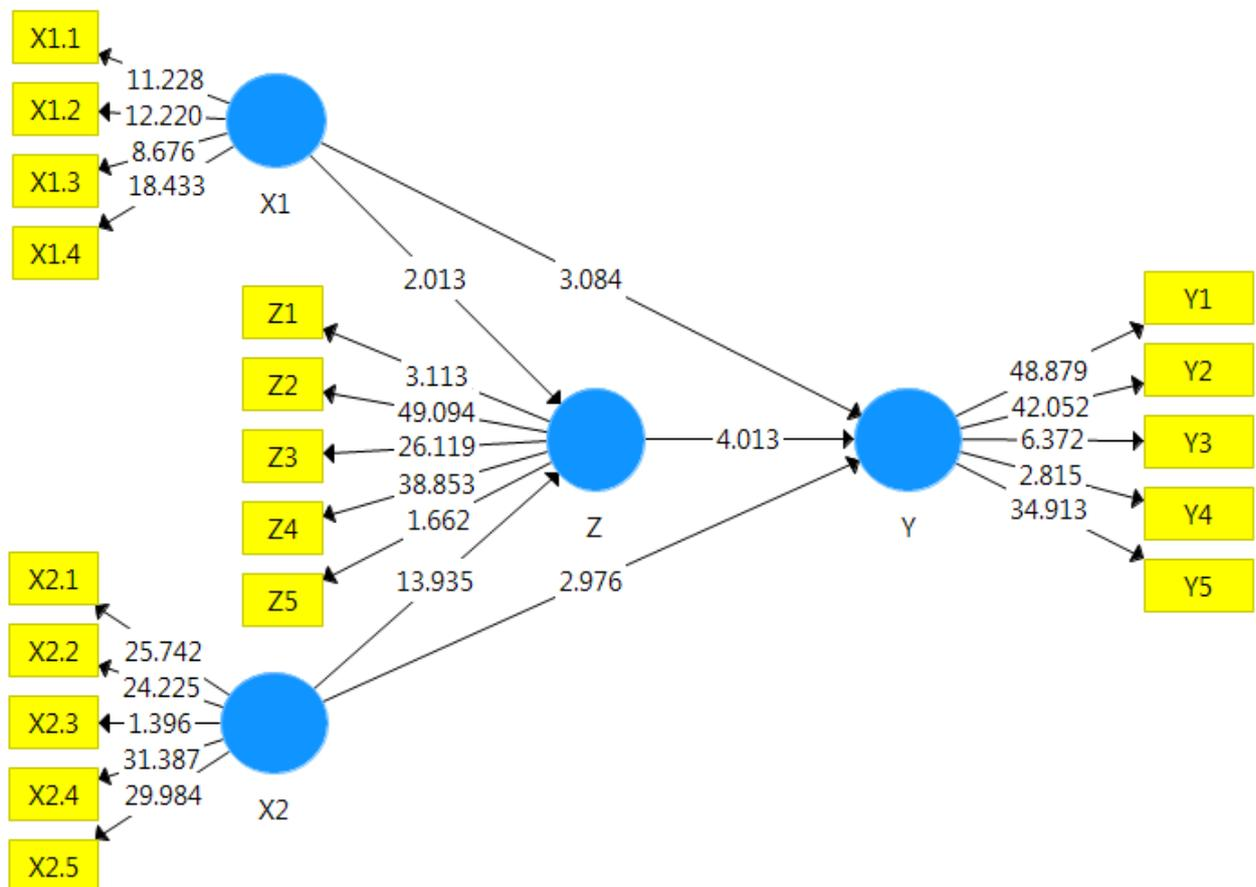 X1.1
11.228
X1.2
12.220
8.676
X1.3
18.433
X1.4
X1
2.013
3.084
Z1
3.113
Z2
49.094
Z3
26.119
38.853
Z4
1.662
Z5
Z
4.013
13.935
2.976
Y1
48.879
Y2
42.052
6.372
Y3
2.815
Y4
34.913
Y5
Y
X2.1
25.742
X2.2
24.225
X2.3
1.396
31.387
X2.4
29.984
X2.5
X2